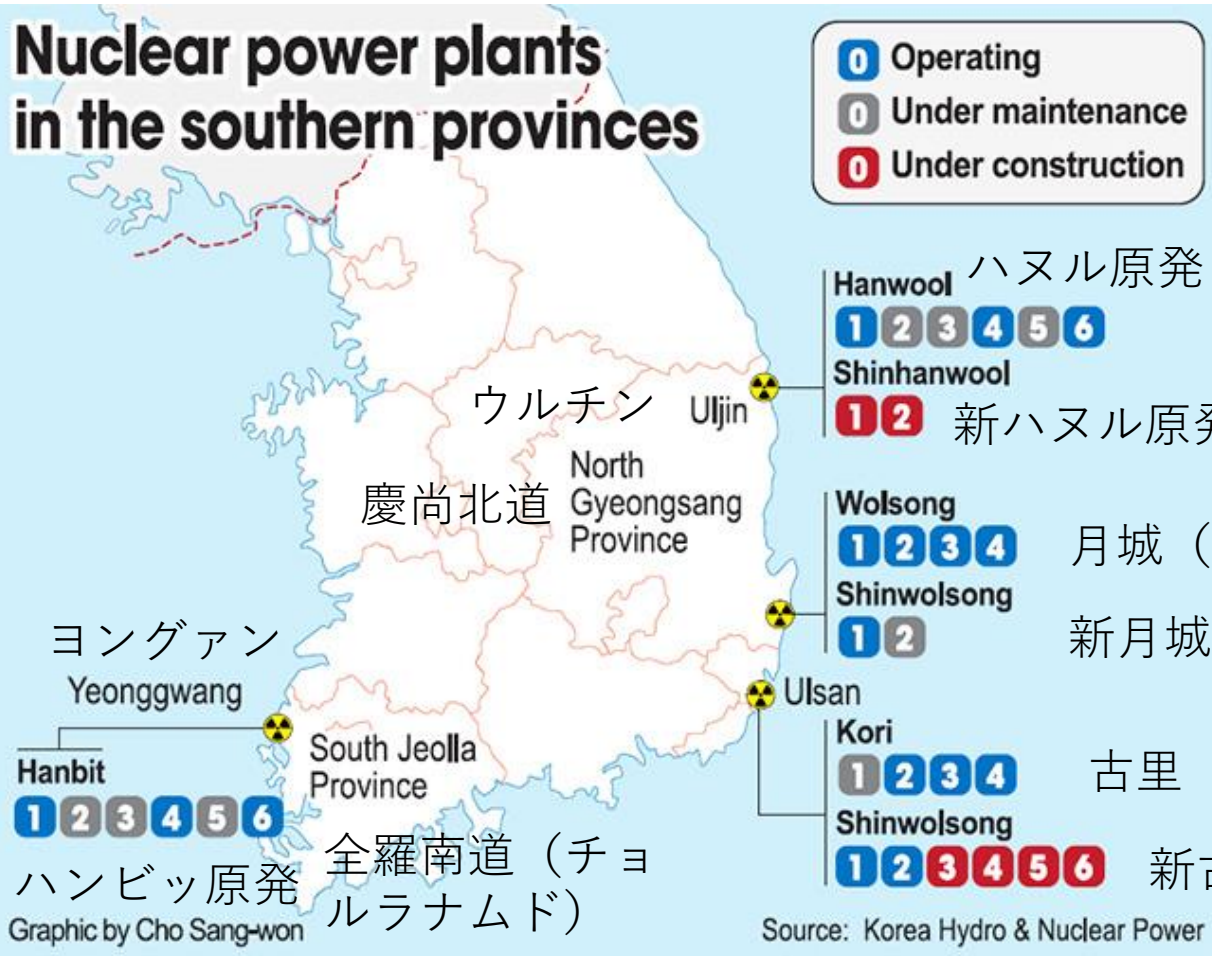 Nuclear power plants
in the southern provinces
0 Operating
0 Under maintenance
0 Under construction
Hanwool ハヌル原発
1 2 3 4 5 6
Shinhanwool
1 2 新ハヌル原発
ウルチン Uljin
慶尚北道
North
Gyeongsang
Province
Wolsong
1 2 3 4 月城（
Shinwolsong
1 2 新月城
ヨングァン
Yeonggwang
Hanbit
1 2 3 4 5 6
ハンビッ原発
South Jeolla
Province
全羅南道（チョ
ルラナムド）
Ulsan
Kori
1 2 3 4 古里
Shinwolsong
1 2 3 4 5 6 新古
Graphic by Cho Sang-won
Source: Korea Hydro & Nuclear Power